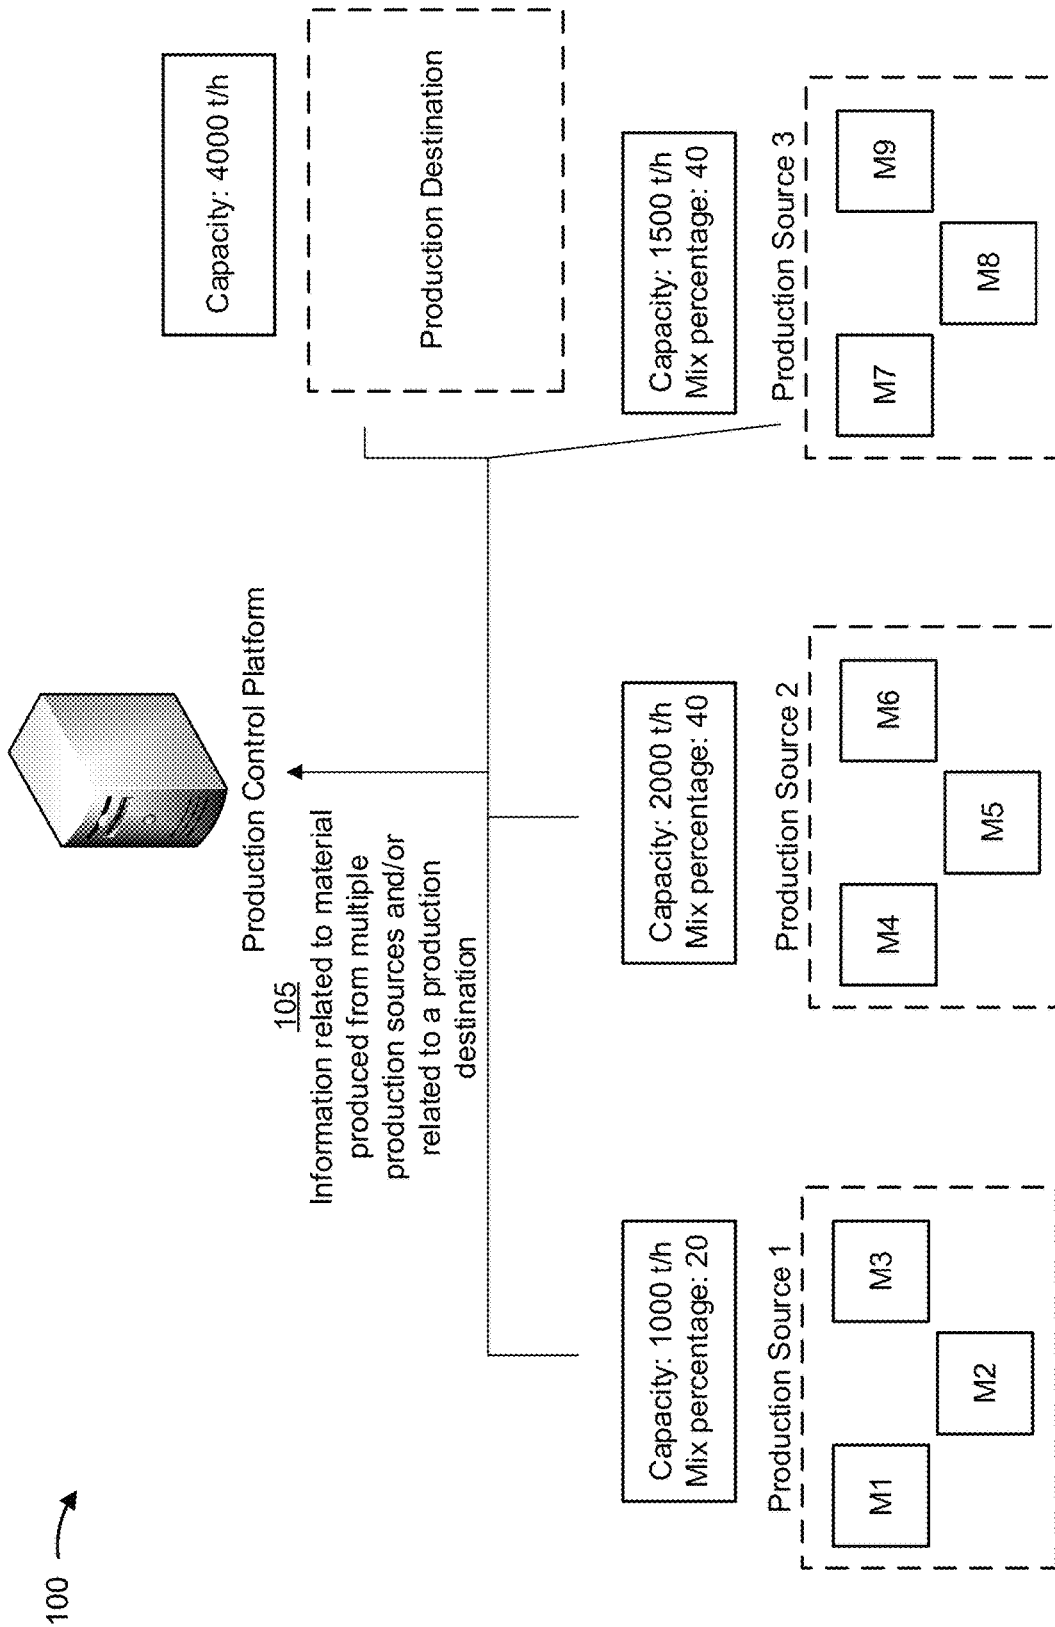 100
Production Control Platform
105
Information related to material
produced from multiple
production sources and/or
related to a production
destination
Capacity: 4000 t/h
Production Destination
Capacity: 1000 t/h
Mix percentage: 20
Production Source 1
M1
M3
M2
Capacity: 2000 t/h
Mix percentage: 40
Production Source 2
M4
M6
M5
Capacity: 1500 t/h
Mix percentage: 40
Production Source 3
M7
M9
M8